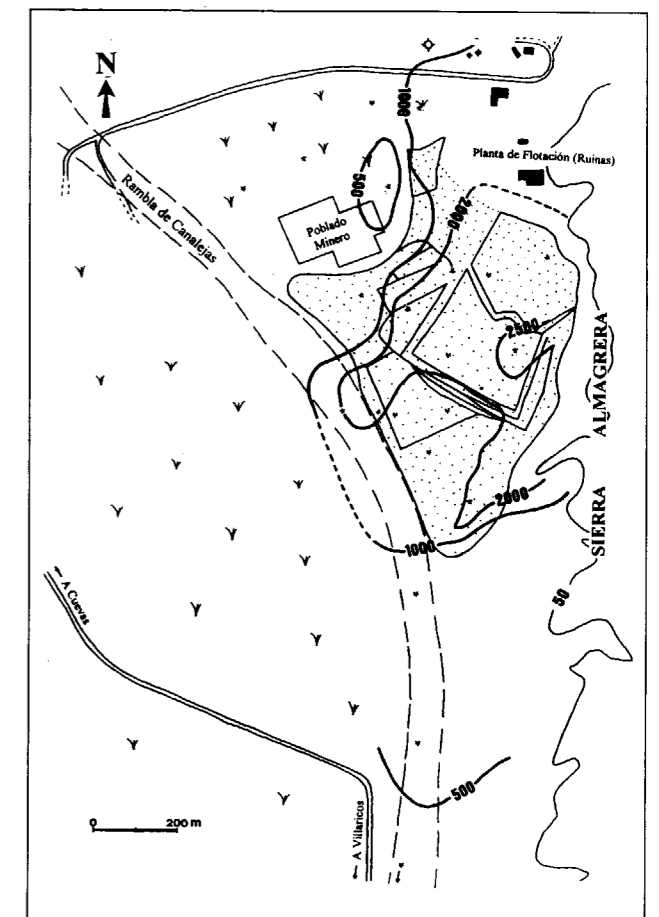 N
1000
Planta de Flotación (Ruinas)
500
2000
Rambla de Canalejas
Poblado
Minero
2500
SIERRA ALMAGRERA
2000
1000
50
A Cuevas
500
0 200 m
A Villaricos